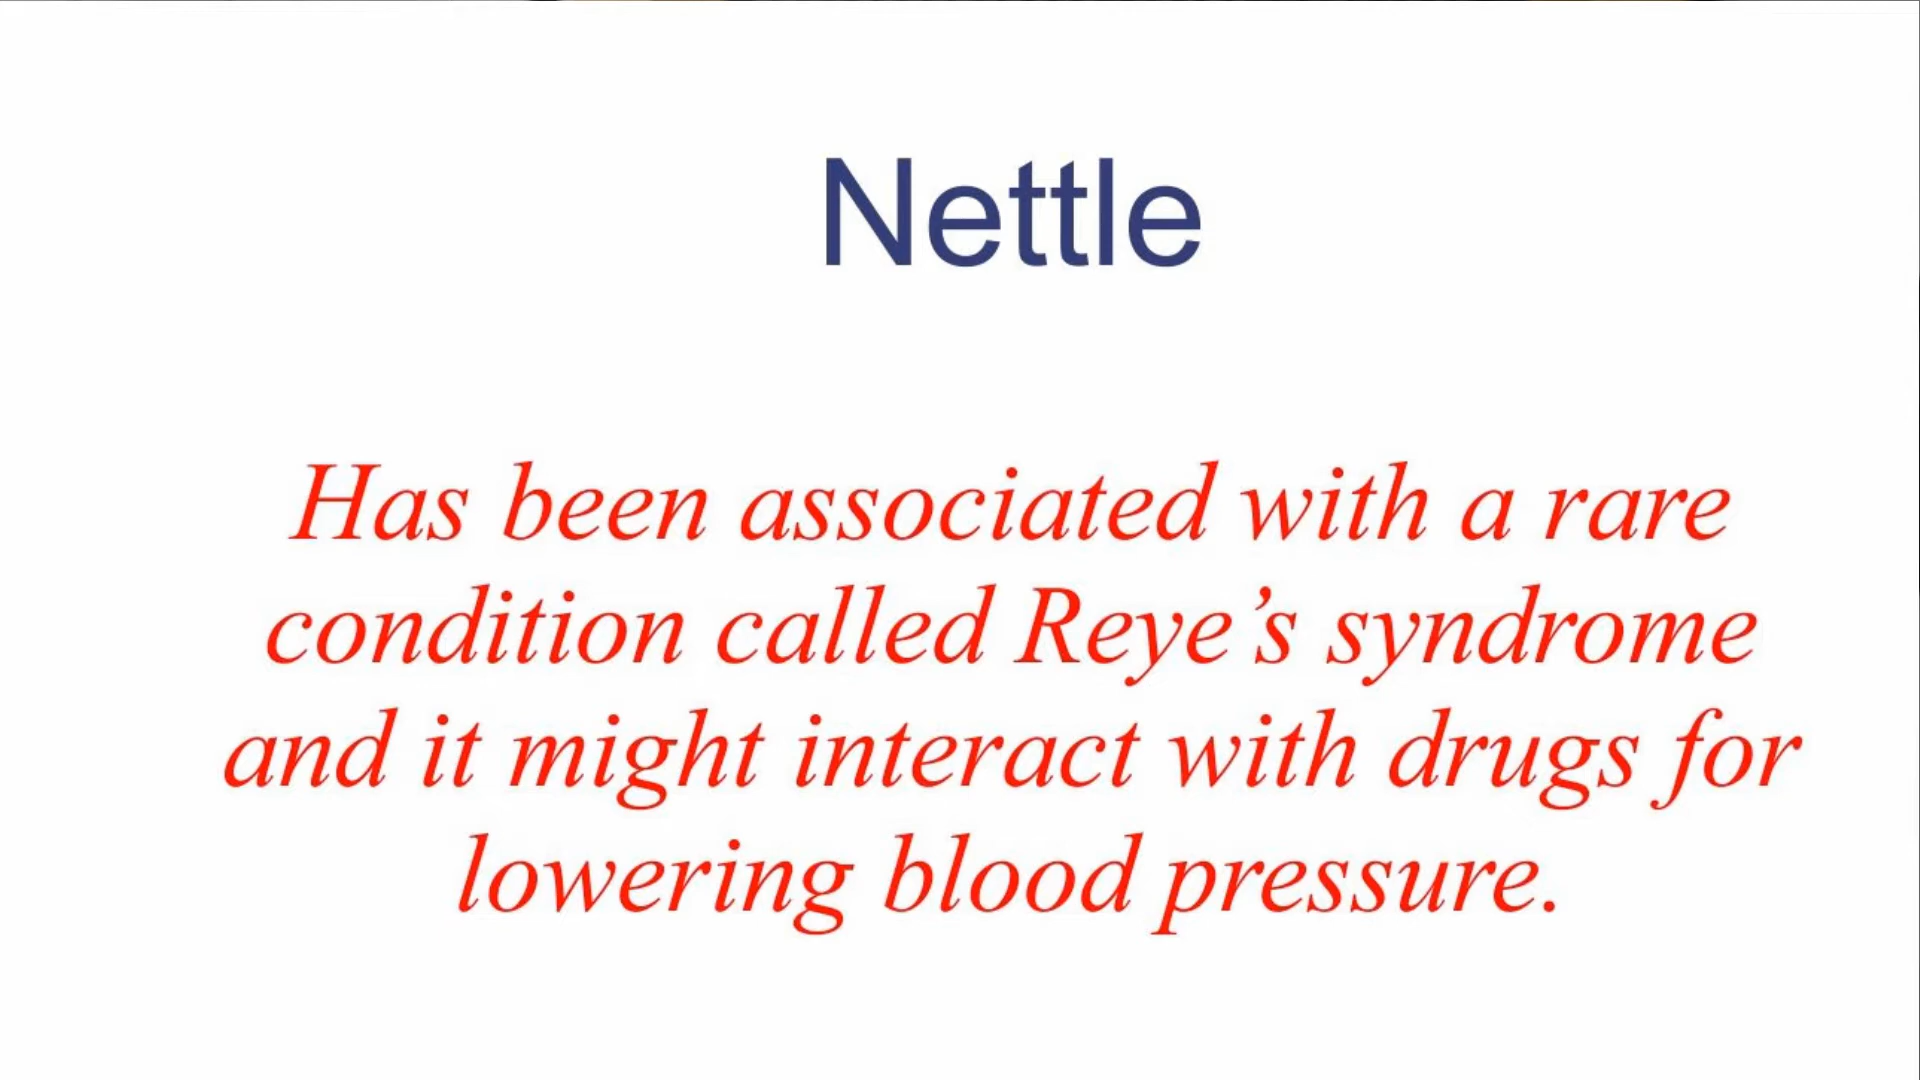 Nettle
Has been associated with a rare
condition called Reye’s syndrome
and it might interact with drugs for
lowering blood pressure.